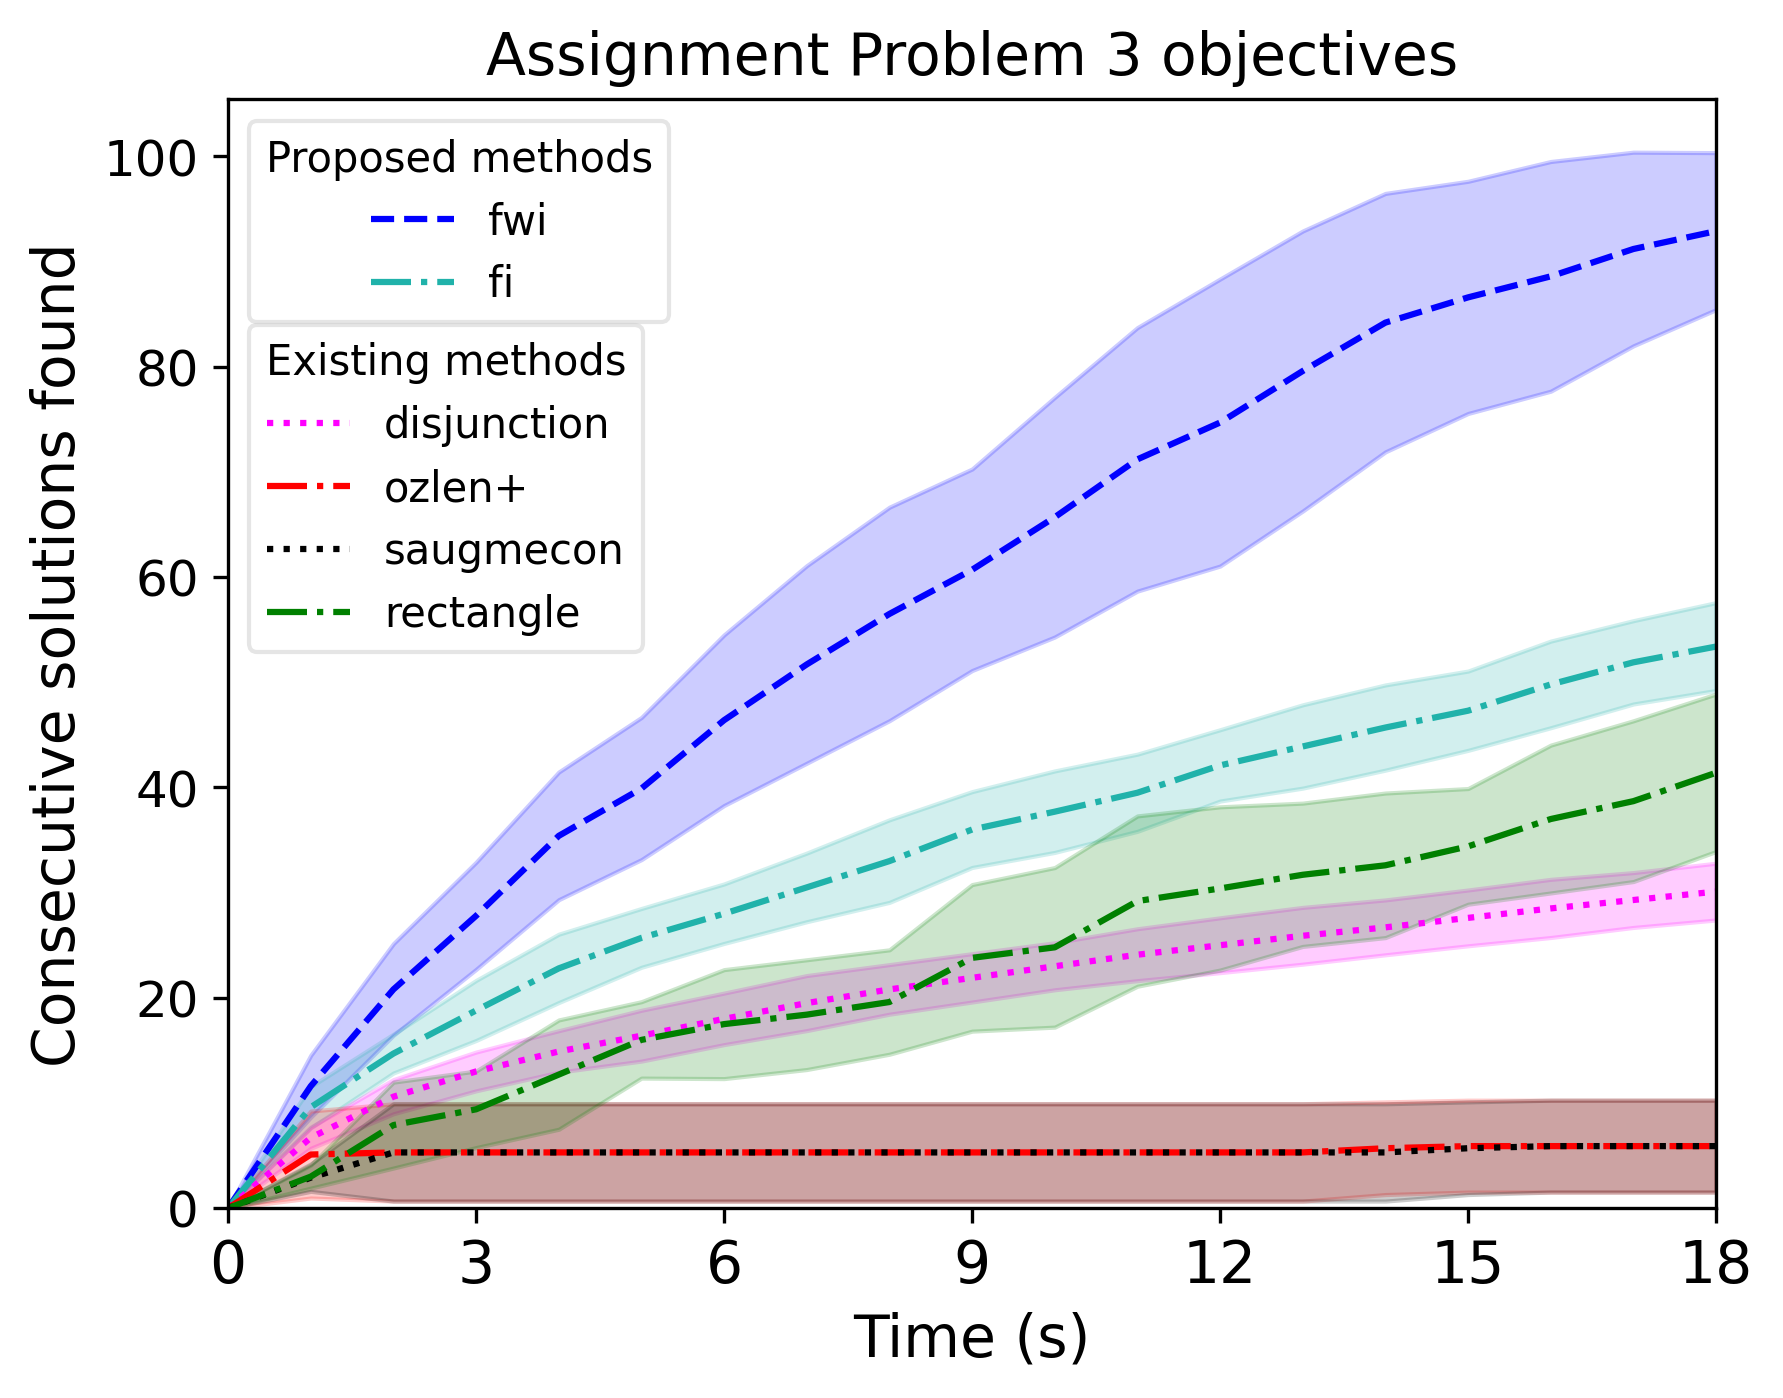 Assignment Problem 3 objectives
Consecutive solutions found
100
80
60
40
20
0
Proposed methods
fwi
fi
Existing methods
disjunction
ozlen+
saugmecon
rectangle
0 3 6 9 12 15 18
Time (s)